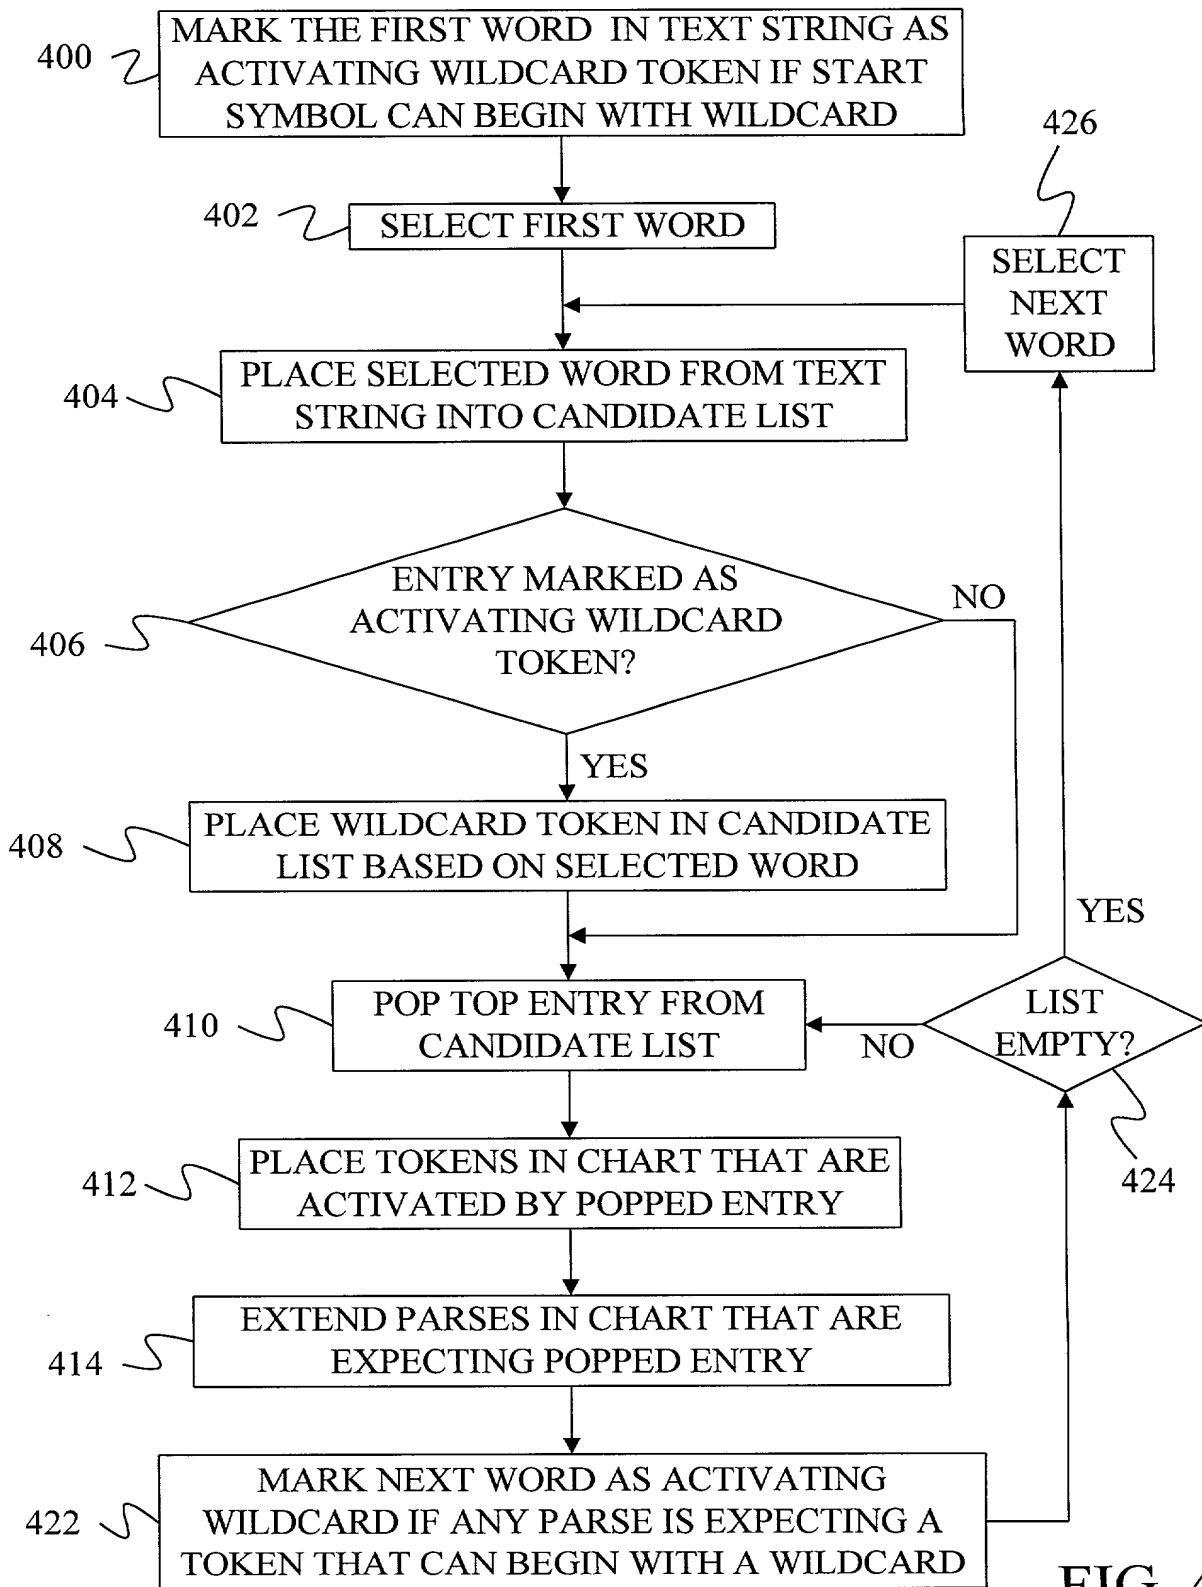 400
MARK THE FIRST WORD IN TEXT STRING AS
ACTIVATING WILDCARD TOKEN IF START
SYMBOL CAN BEGIN WITH WILDCARD
426
402
SELECT FIRST WORD
SELECT
NEXT
WORD
404
PLACE SELECTED WORD FROM TEXT
STRING INTO CANDIDATE LIST
406
ENTRY MARKED AS
ACTIVATING WILDCARD
TOKEN?
NO
YES
408
PLACE WILDCARD TOKEN IN CANDIDATE
LIST BASED ON SELECTED WORD
YES
410
POP TOP ENTRY FROM
CANDIDATE LIST
NO
LIST
EMPTY?
424
412
PLACE TOKENS IN CHART THAT ARE
ACTIVATED BY POPPED ENTRY
414
EXTEND PARSES IN CHART THAT ARE
EXPECTING POPPED ENTRY
422
MARK NEXT WORD AS ACTIVATING
WILDCARD IF ANY PARSE IS EXPECTING A
TOKEN THAT CAN BEGIN WITH A WILDCARD
FIG